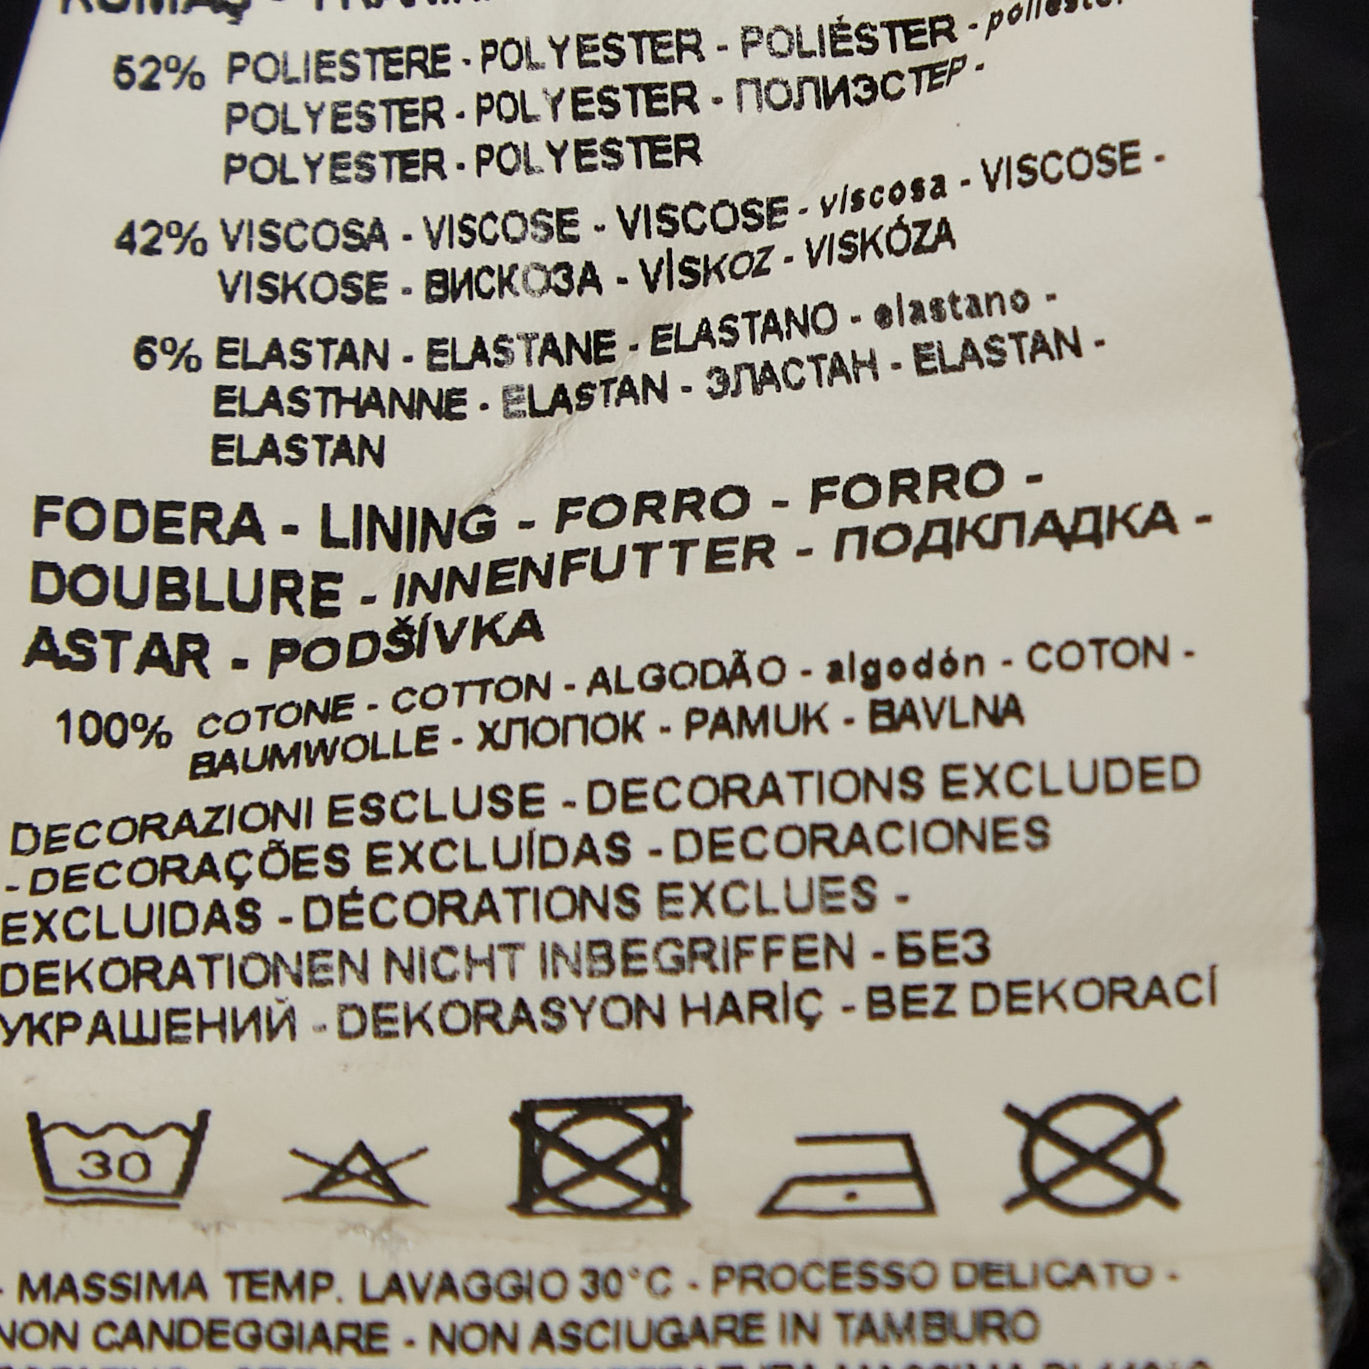 KUMAŞ -
52% POLIESTERE - POLYESTER - POLIÉSTER - poliéster
POLYESTER - POLYESTER - ПОЛИЭСТЕР -
POLYESTER - POLYESTER
42% VISCOSA - VISCOSE - VISCOSE - viscosa - VISCOSE -
VISKOSE - ВИСКОЗА - VİSKOZ - VISKÓZA
6% ELASTAN - ELASTANE - ELASTANO - elastano -
ELASTHANNE - ELASTAN - ЭЛАСТАН - ELASTAN -
ELASTAN
FODERA - LINING - FORRO - FORRO -
DOUBLURE - INNENFUTTER - ПОДКЛАДКА -
ASTAR - PODŠÍVKA
100% COTONE - COTTON - ALGODÃO - algodón - COTON -
BAUMWOLLE - ХЛОПОК - PAMUK - BAVLNA
DECORAZIONI ESCLUSE - DECORATIONS EXCLUDED
- DECORAÇÕES EXCLUÍDAS - DECORACIONES
EXCLUIDAS - DÉCORATIONS EXCLUES -
DEKORATIONEN NICHT INBEGRIFFEN - БЕЗ
УКРАШЕНИЙ - DEKORASYON HARİÇ - BEZ DEKORACÍ
30
- MASSIMA TEMP. LAVAGGIO 30°C - PROCESSO DELICATO -
NON CANDEGGIARE - NON ASCIUGARE IN TAMBURO